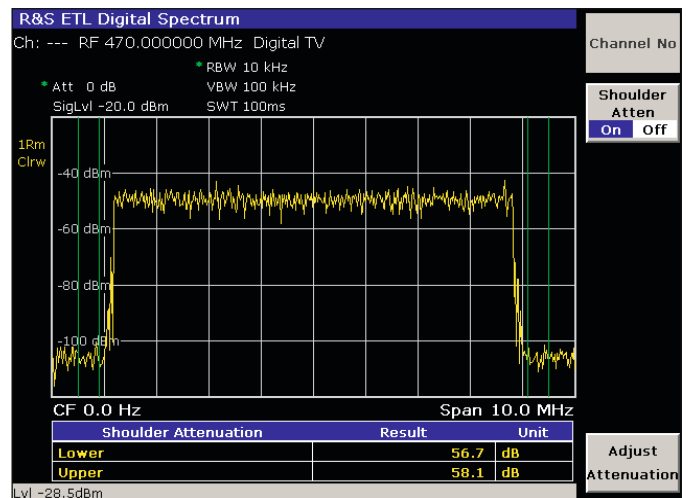 R&S ETL Digital Spectrum
Ch: --- RF 470.000000 MHz Digital TV
* RBW 10 kHz
* Att 0 dB VBW 100 kHz
SigLvl -20.0 dBm SWT 100ms
1Rm
Clrw
-40 dBm
-60 dBm
-80 dBm
-100 dBm
CF 0.0 Hz Span 10.0 MHz
Shoulder Attenuation Result Unit
Lower 56.7 dB
Upper 58.1 dB
Lvl -28.5dBm
Channel No
Shoulder
Atten
On Off
Adjust
Attenuation